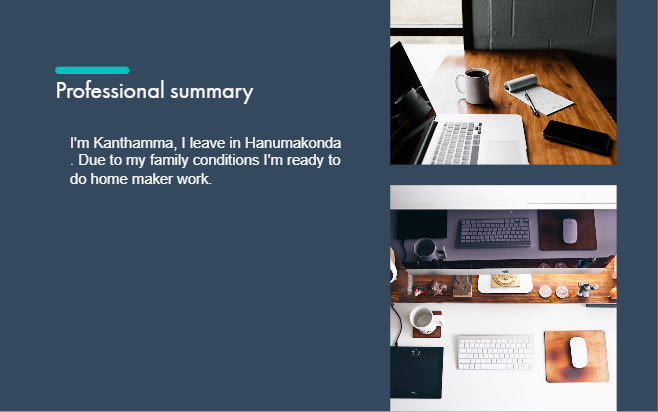 Professional summary
I'm Kanthamma, I leave in Hanumakonda
. Due to my family conditions I'm ready to
do home maker work.